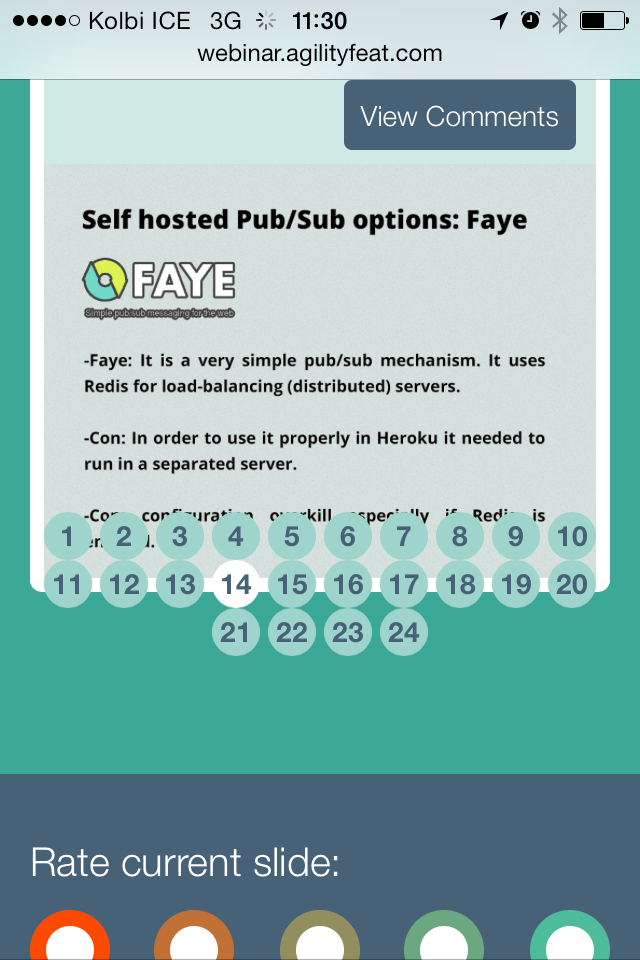 Kolbi ICE 3G 11:30
webinar.agilityfeat.com
View Comments
Self hosted Pub/Sub options: Faye
FAYE
Simple pub/sub messaging for the web
-Faye: It is a very simple pub/sub mechanism. It uses
Redis for load-balancing (distributed) servers.
-Con: In order to use it properly in Heroku it needed to
run in a separated server.
configuration overkill especially if Redis is
1 2 3 4 5 6 7 8 9 10
11 12 13 14 15 16 17 18 19 20
21 22 23 24
Rate current slide: